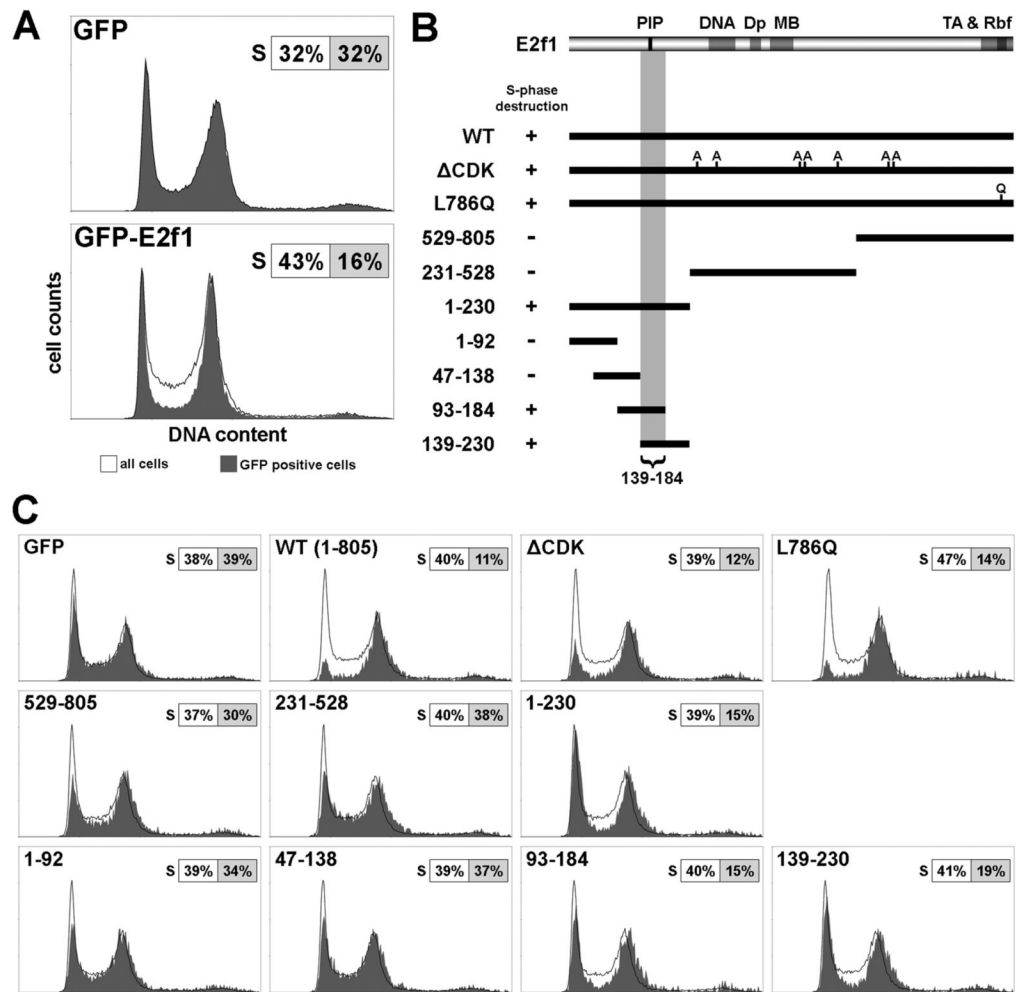 A
GFP
S 32% 32%
GFP-E2f1
S 43% 16%
cell counts
DNA content
all cells GFP positive cells
B
PIP DNA Dp MB TA & Rbf
E2f1
S-phase
destruction
WT +
A A AA A AA
ΔCDK +
Q
L786Q +
529-805 -
231-528 -
1-230 +
1-92 -
47-138 -
93-184 +
139-230 +
139-184
C
GFP S 38% 39%
WT (1-805) S 40% 11%
ΔCDK S 39% 12%
L786Q S 47% 14%
529-805 S 37% 30%
231-528 S 40% 38%
1-230 S 39% 15%
1-92 S 39% 34%
47-138 S 39% 37%
93-184 S 40% 15%
139-230 S 41% 19%